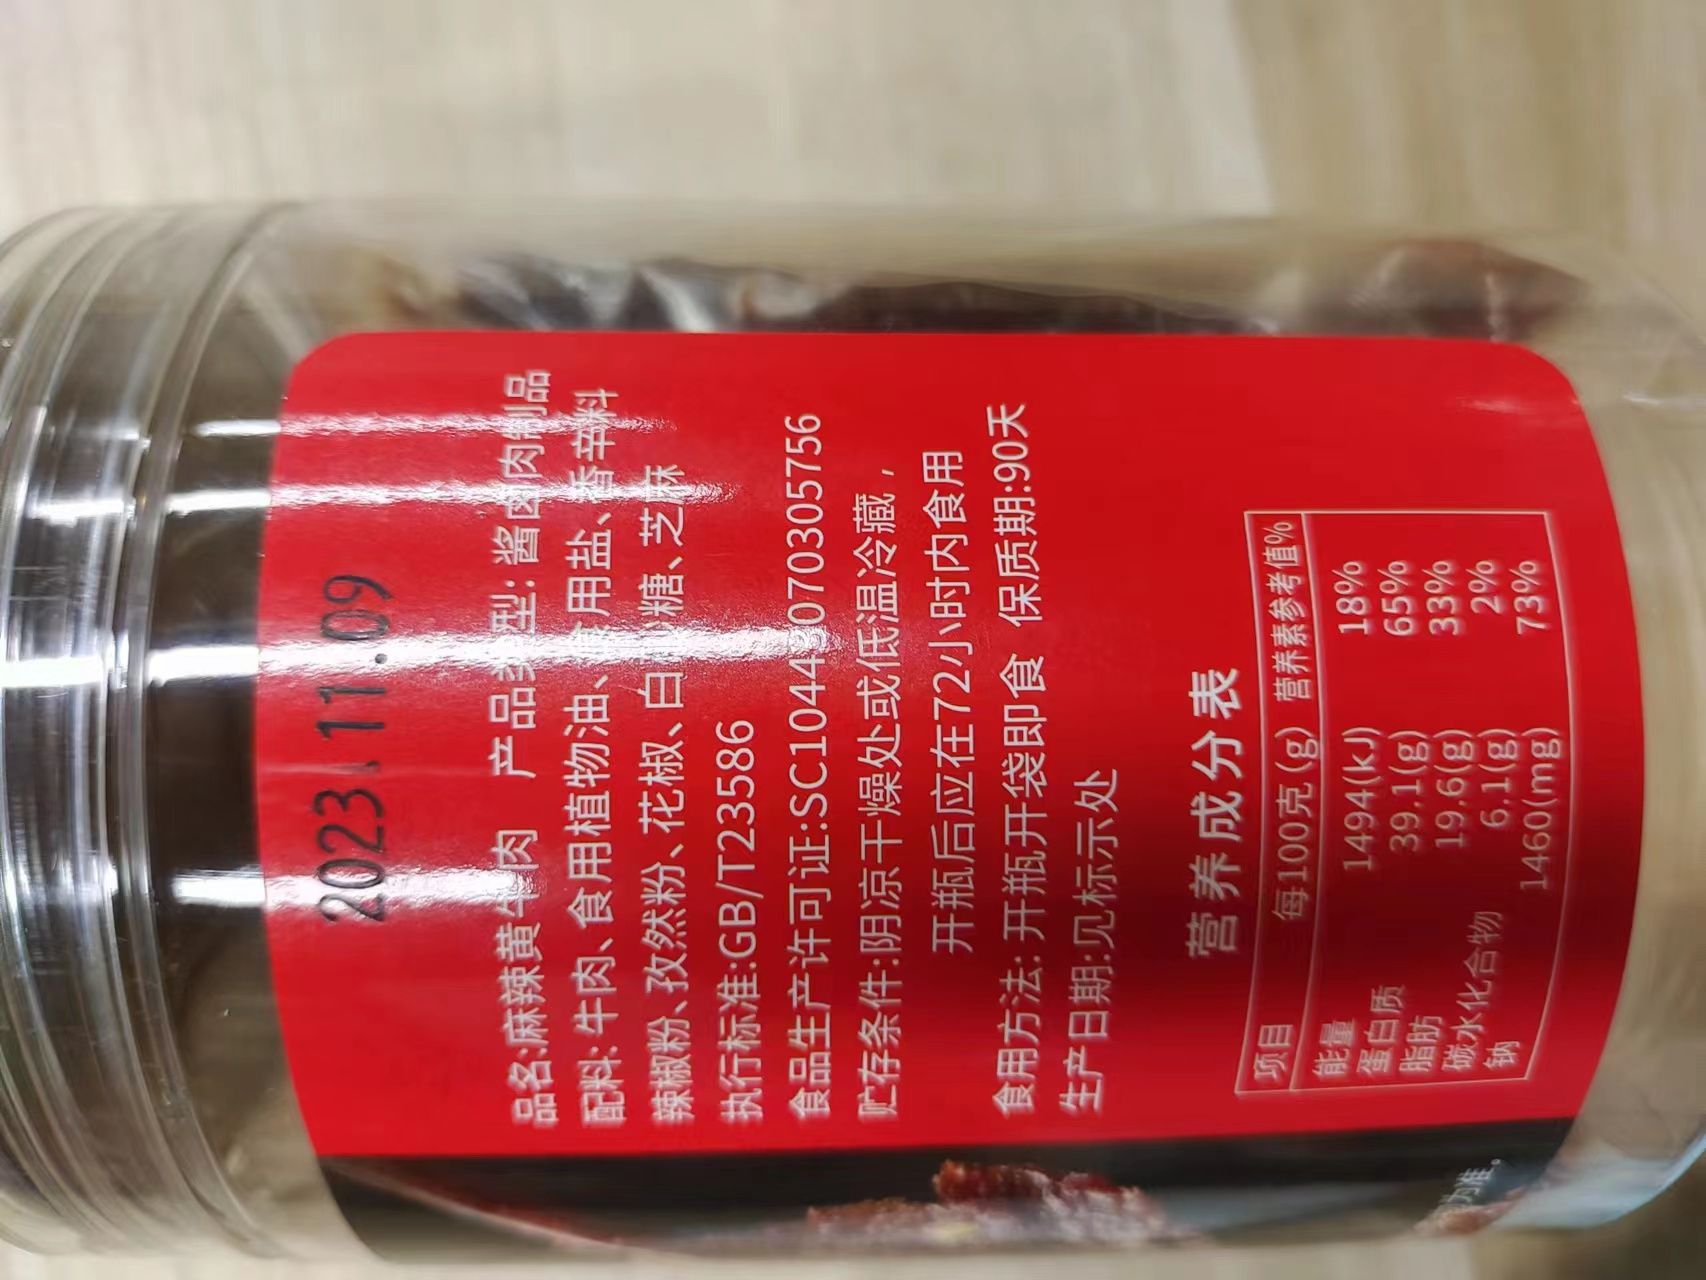 2023.11.09
品名:麻辣黄牛肉 产品类型:酱卤肉制品
配料:牛肉、食用植物油、食用盐、香辛料
辣椒粉、孜然粉、花椒、白 糖、芝麻
执行标准:GB/T23586
食品生产许可证:SC10443070305756
贮存条件:阴凉干燥处或低温冷藏,
开瓶后应在72小时内食用
食用方法:开瓶开袋即食 保质期:90天
生产日期:见标示处
营养成分表
项目 每100克(g) 营养素参考值%
能量 1494(kJ) 18%
蛋白质 39.1(g) 65%
脂肪 19.6(g) 33%
碳水化合物 6.1(g) 2%
钠 1460(mg) 73%
为准。